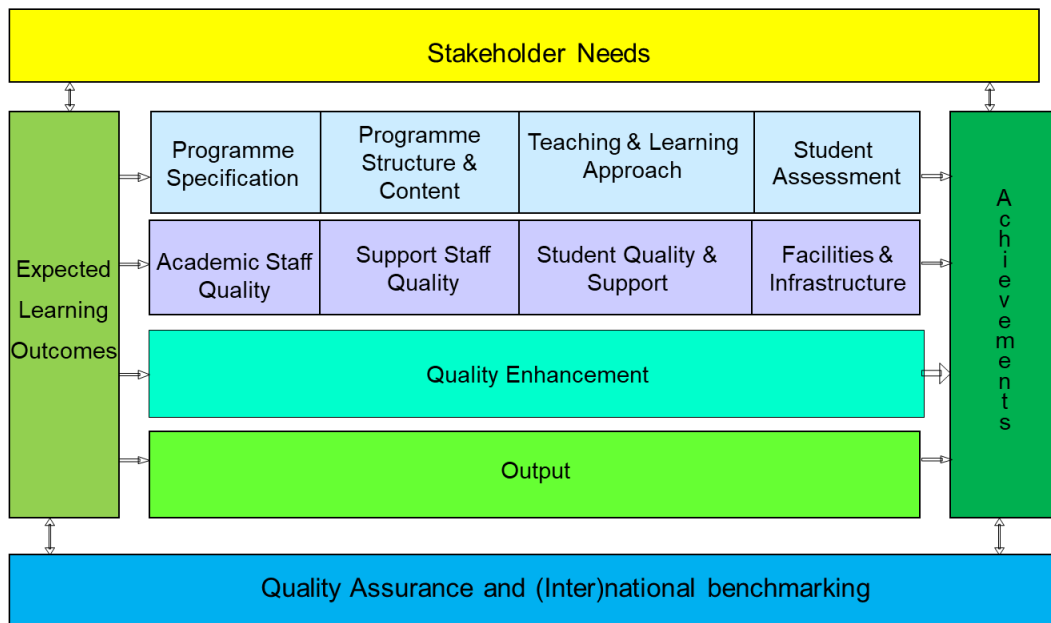 Stakeholder Needs
Expected
Learning
Outcomes
Programme
Specification
Programme
Structure &
Content
Teaching & Learning
Approach
Student
Assessment
Academic Staff
Quality
Support Staff
Quality
Student Quality &
Support
Facilities &
Infrastructure
Quality Enhancement
Output
Achievements
Quality Assurance and (Inter)national benchmarking